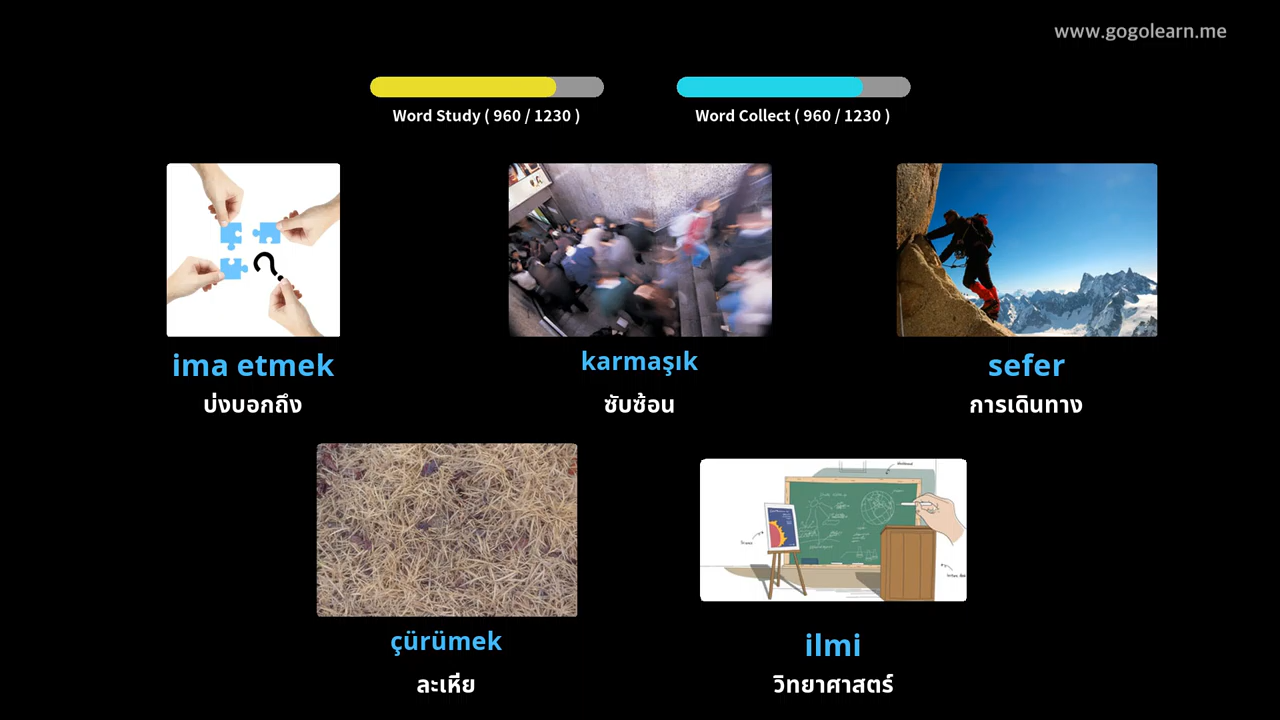 www.gogolearn.me
Word Study ( 960 / 1230 )
Word Collect ( 960 / 1230 )
ima etmek
บ่งบอกถึง
karmaşık
ซับซ้อน
sefer
การเดินทาง
çürümek
ละเหี่ย
ilmi
วิทยาศาสตร์